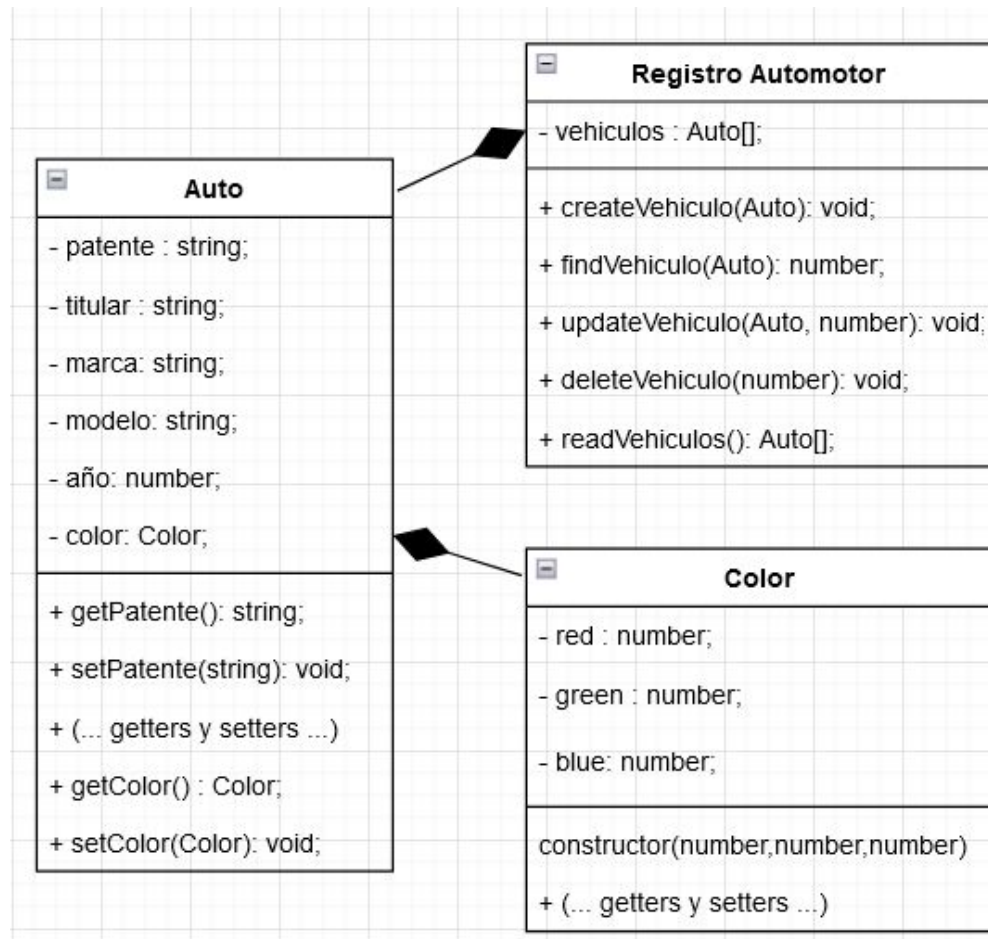 Auto
- patente : string;
- titular : string;
- marca: string;
- modelo: string;
- año: number;
- color: Color;
+ getPatente(): string;
+ setPatente(string): void;
+ (... getters y setters ...)
+ getColor() : Color;
+ setColor(Color): void;
Registro Automotor
- vehiculos : Auto[];
+ createVehiculo(Auto): void;
+ findVehiculo(Auto): number;
+ updateVehiculo(Auto, number): void;
+ deleteVehiculo(number): void;
+ readVehiculos(): Auto[];
Color
- red : number;
- green : number;
- blue: number;
constructor(number,number,number)
+ (... getters y setters ...)